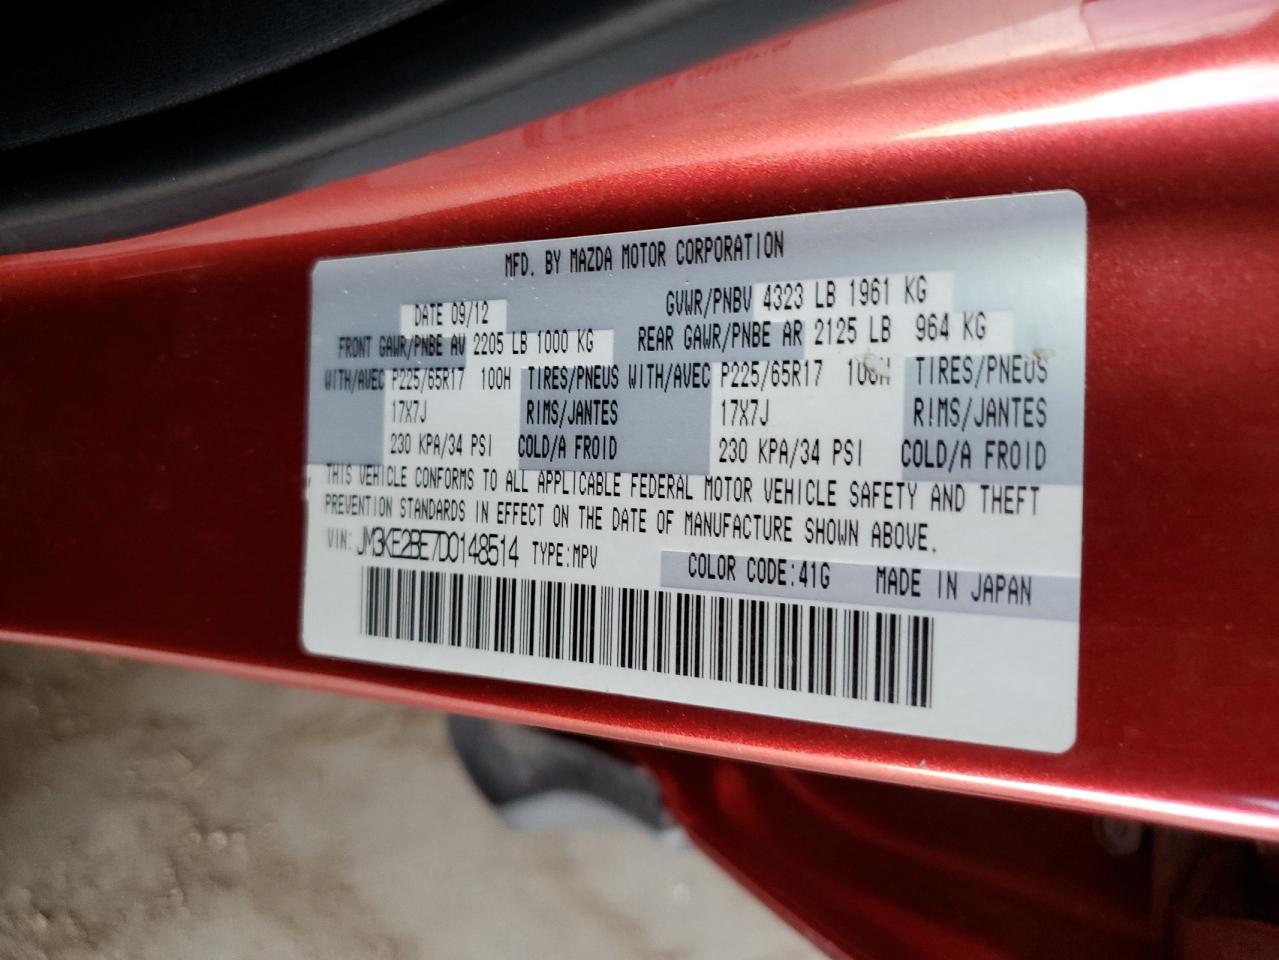 MFD. BY MAZDA MOTOR CORPORATION
DATE 09/12 GVWR/PNBV 4323 LB 1961 KG
FRONT GAWR/PNBE AV 2205 LB 1000 KG REAR GAWR/PNBE AR 2125 LB 964 KG
WITH/AVEC P225/65R17 100H TIRES/PNEUS WITH/AVEC P225/65R17 100H TIRES/PNEUS
17X7J RIMS/JANTES 17X7J RIMS/JANTES
230 KPA/34 PSI COLD/A FROID 230 KPA/34 PSI COLD/A FROID
THIS VEHICLE CONFORMS TO ALL APPLICABLE FEDERAL MOTOR VEHICLE SAFETY AND THEFT
PREVENTION STANDARDS IN EFFECT ON THE DATE OF MANUFACTURE SHOWN ABOVE.
VIN: JM3KE2BE7D0148514 TYPE:MPV
COLOR CODE:41G MADE IN JAPAN